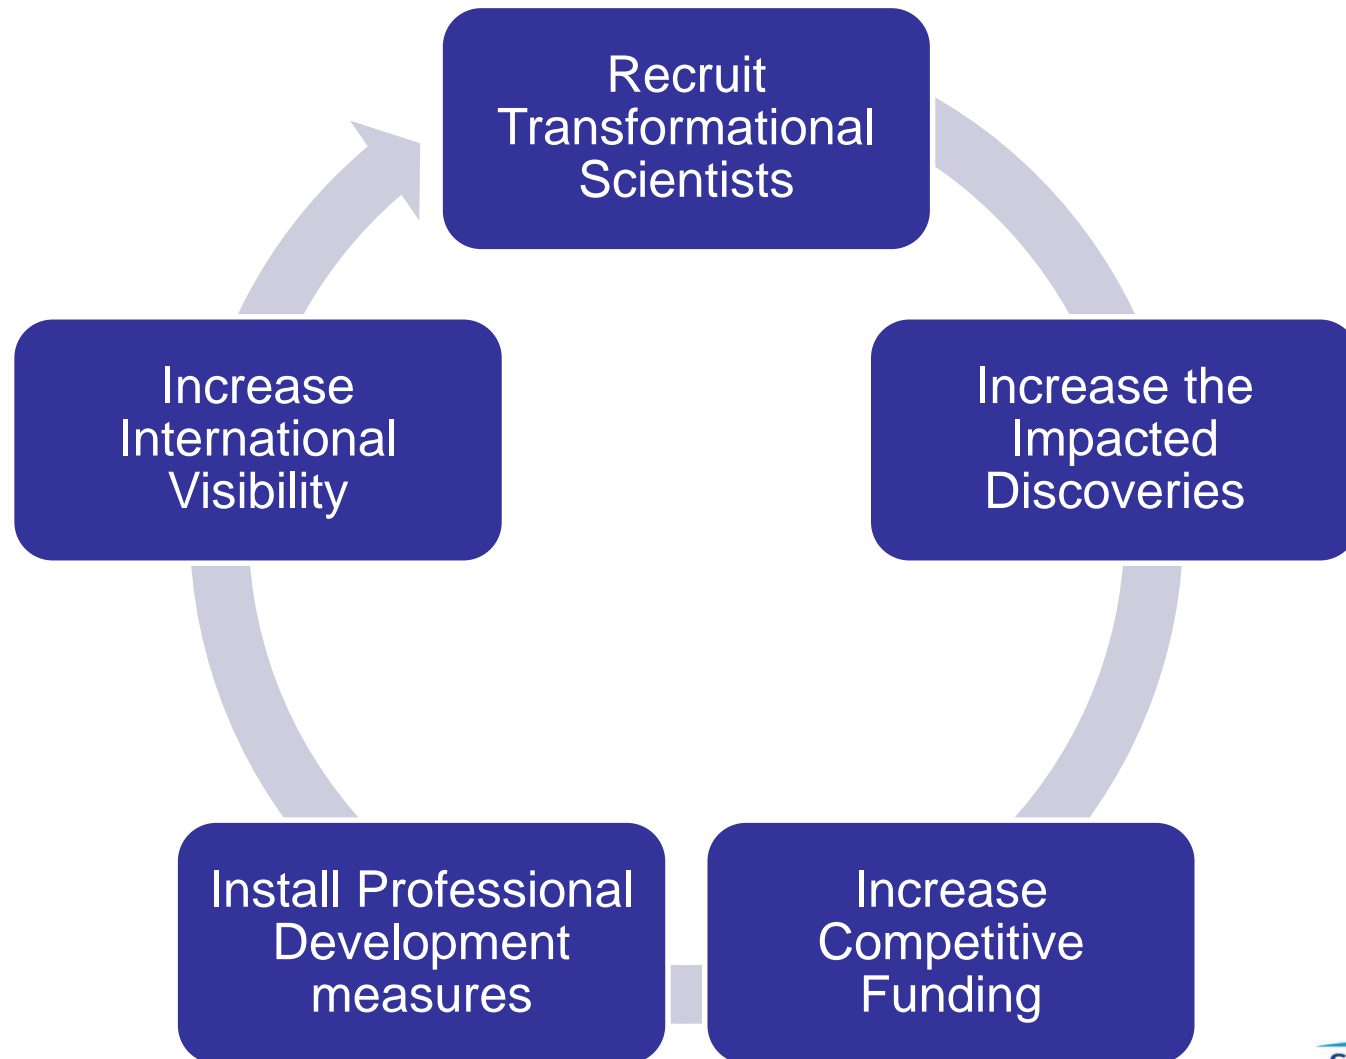 Recruit
Transformational
Scientists
Increase the
Impacted
Discoveries
Increase
Competitive
Funding
Install Professional
Development
measures
Increase
International
Visibility